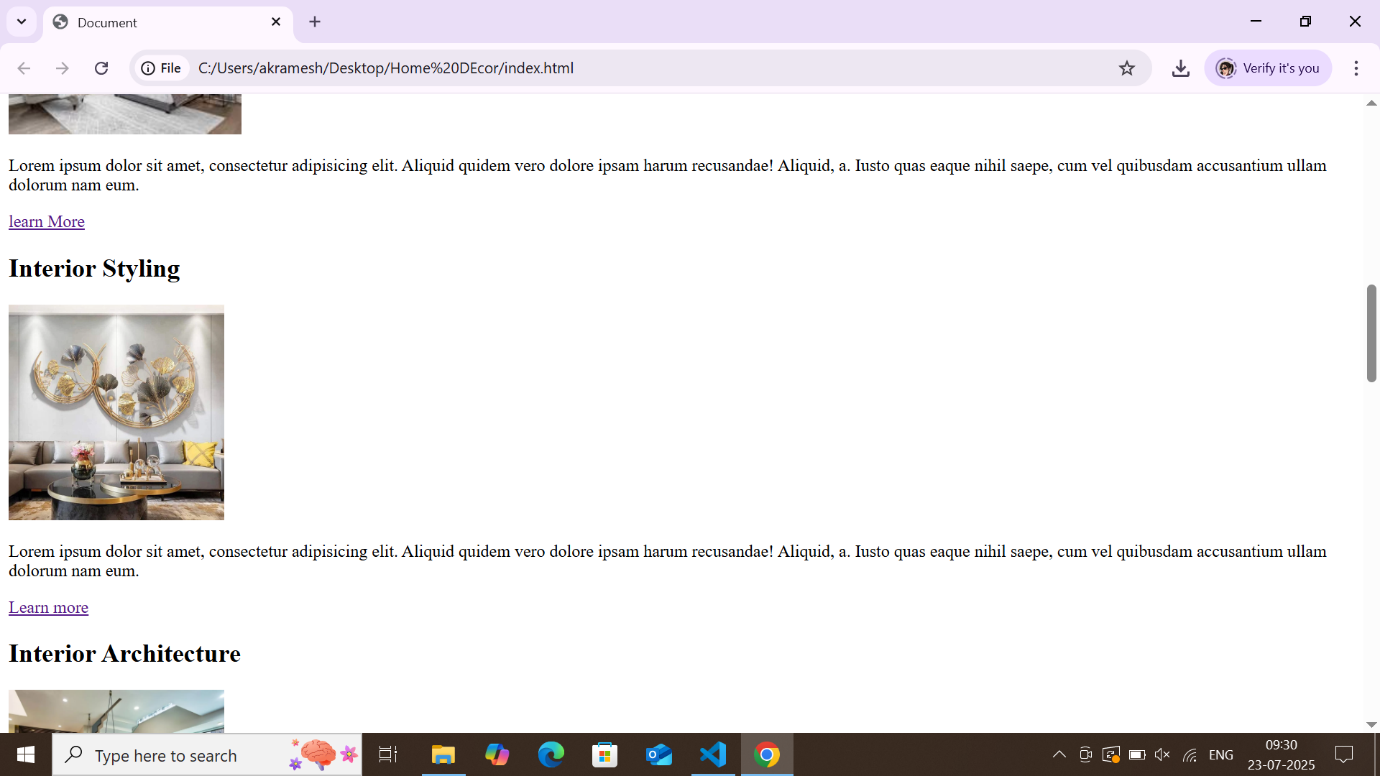 Document
File
C:/Users/akramesh/Desktop/Home%20DEcor/index.html
Verify it's you
Lorem ipsum dolor sit amet, consectetur adipisicing elit. Aliquid quidem vero dolore ipsam harum recusandae! Aliquid, a. Iusto quas eaque nihil saepe, cum vel quibusdam accusantium ullam
dolorum nam eum.
learn More
Interior Styling
Lorem ipsum dolor sit amet, consectetur adipisicing elit. Aliquid quidem vero dolore ipsam harum recusandae! Aliquid, a. Iusto quas eaque nihil saepe, cum vel quibusdam accusantium ullam
dolorum nam eum.
Learn more
Interior Architecture
Type here to search
ENG
09:30
23-07-2025